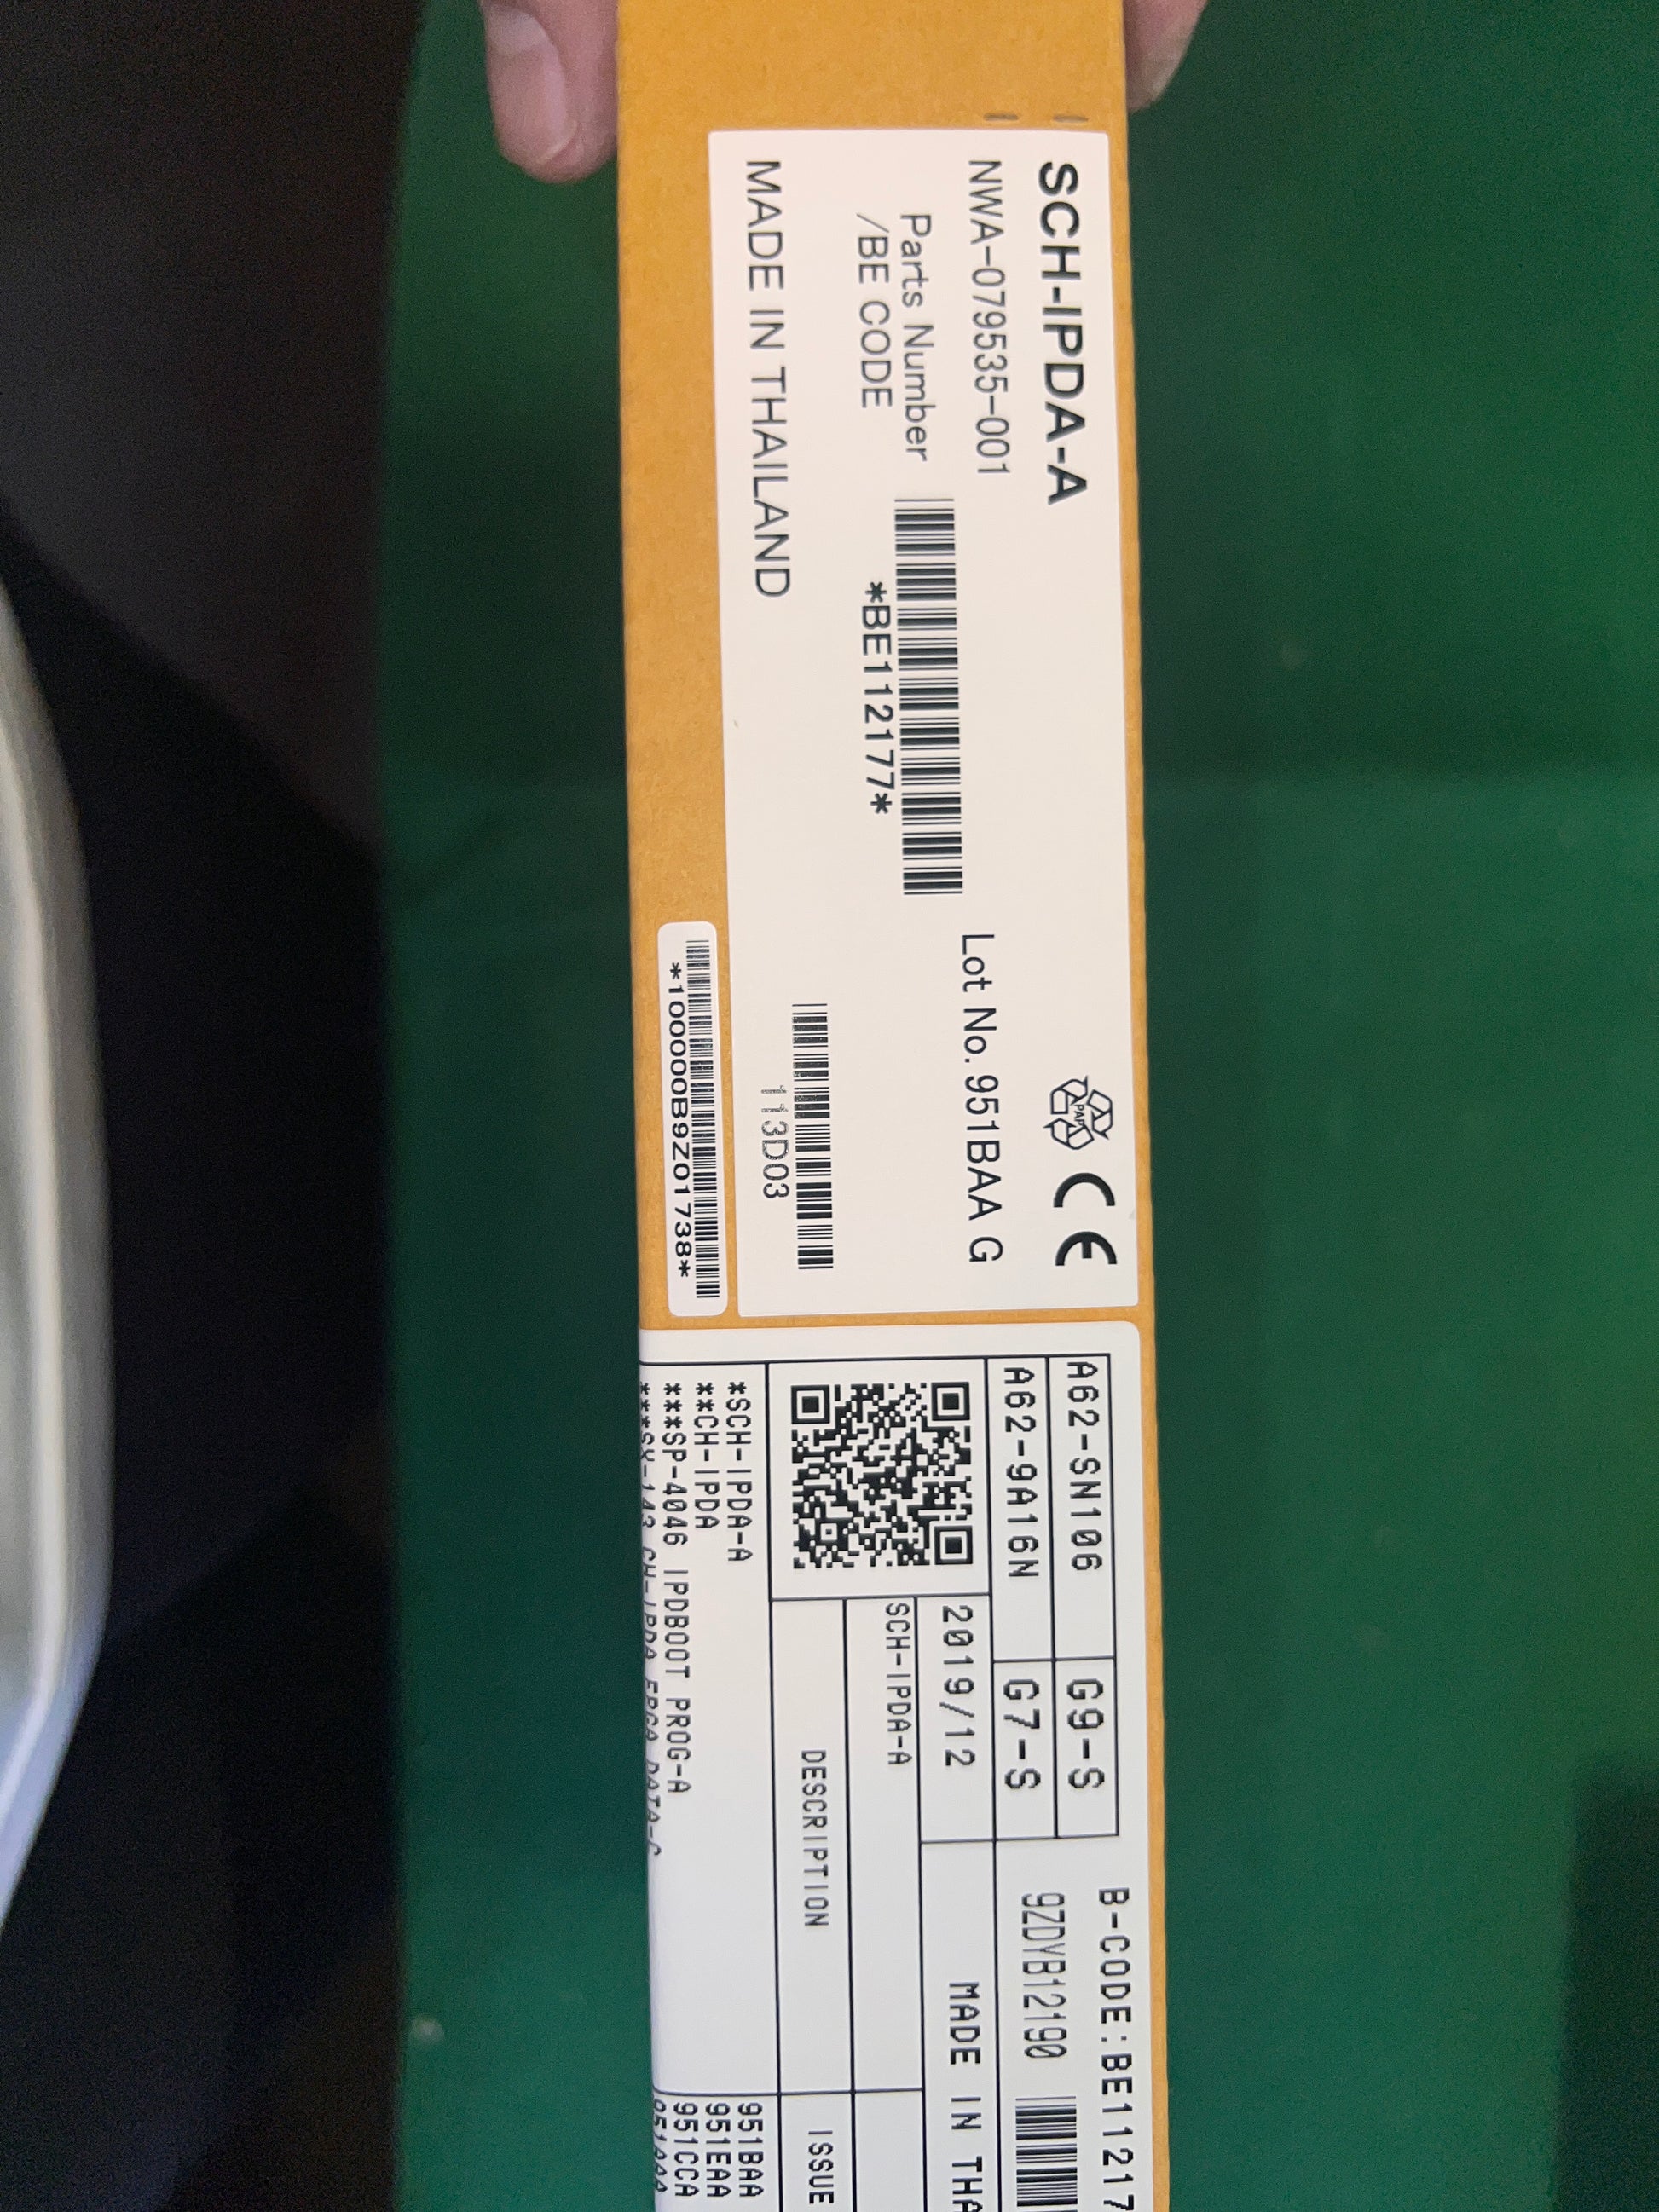 SCH-IPDA-A
NWA-079535-001
Parts Number
/BE CODE
*BE112177*
Lot No. 951BAA G
PAP
CE
MADE IN THAILAND
113D03
*100000B9Z01738*
A62-SN106 G9-S
A62-9A16N G7-S
B-CODE:BE11217
9ZDYB12190
2019/12
MADE IN THA
SCH-IPDA-A
DESCRIPTION
ISSUE
*SCH-IPDA-A 951BAA
**CH-IPDA 951EAA
***SP-4046 IPDBOOT PROG-A 951CCA